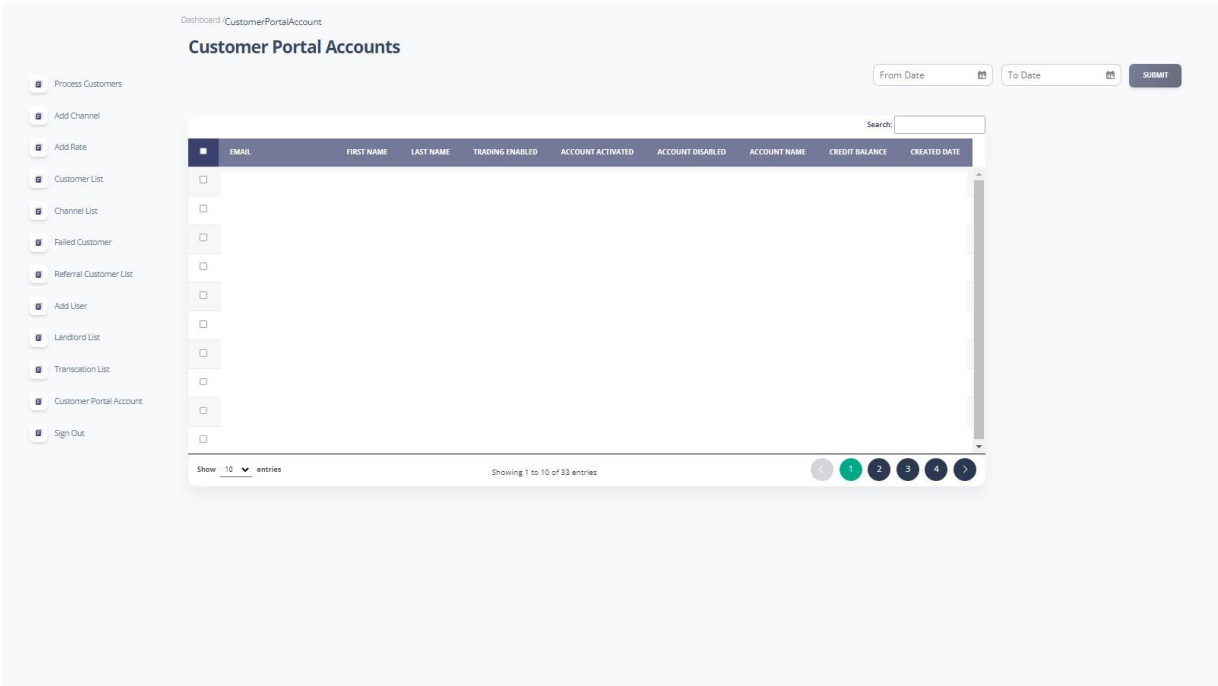 Dashboard /CustomerPortalAccount
Customer Portal Accounts
From Date
To Date
SUBMIT
Process Customers
Add Channel
Add Rate
Customer List
Channel List
Failed Customer
Referral Customer List
Add User
Landlord List
Transcation List
Customer Portal Account
Sign Out
Search:
EMAIL FIRST NAME LAST NAME TRADING ENABLED ACCOUNT ACTIVATED ACCOUNT DISABLED ACCOUNT NAME CREDIT BALANCE CREATED DATE
Show 10 entries Showing 1 to 10 of 33 entries 1 2 3 4